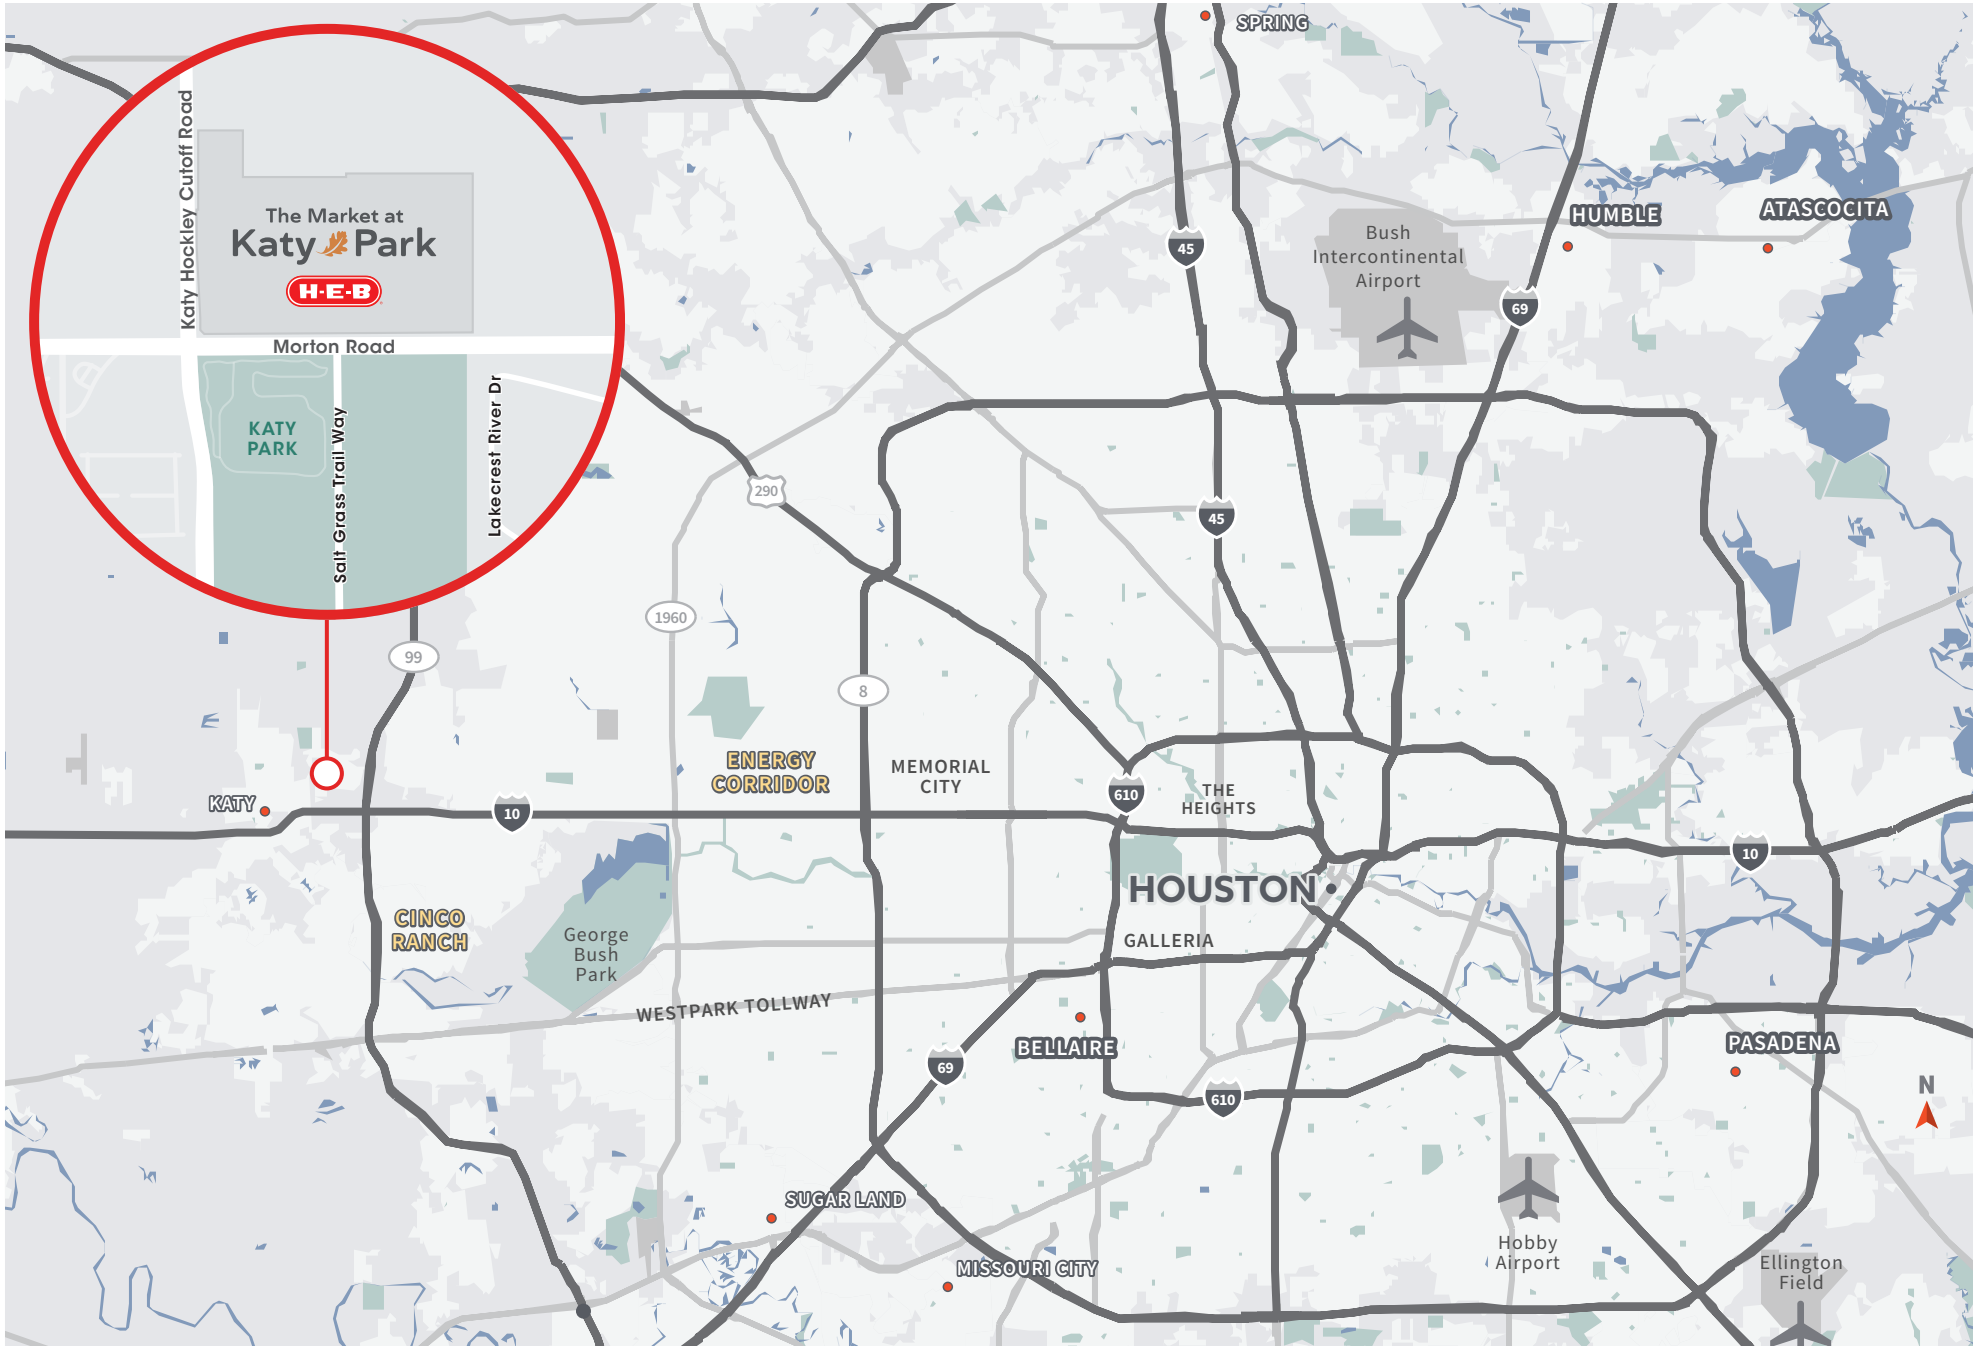 SPRING
Katy Hockley Cutoff Road
The Market at
Katy Park
H-E-B
Morton Road
KATY
PARK
Salt Grass Trail Way
Lakecrest River Dr
HUMBLE
ATASCOCITA
Bush
Intercontinental
Airport
45
69
290
45
1960
99
8
ENERGY
CORRIDOR
MEMORIAL
CITY
THE
HEIGHTS
610
KATY
10
10
HOUSTON
CINCO
RANCH
George
Bush
Park
GALLERIA
WESTPARK TOLLWAY
BELLAIRE
PASADENA
69
610
N
SUGAR LAND
MISSOURI CITY
Hobby
Airport
Ellington
Field